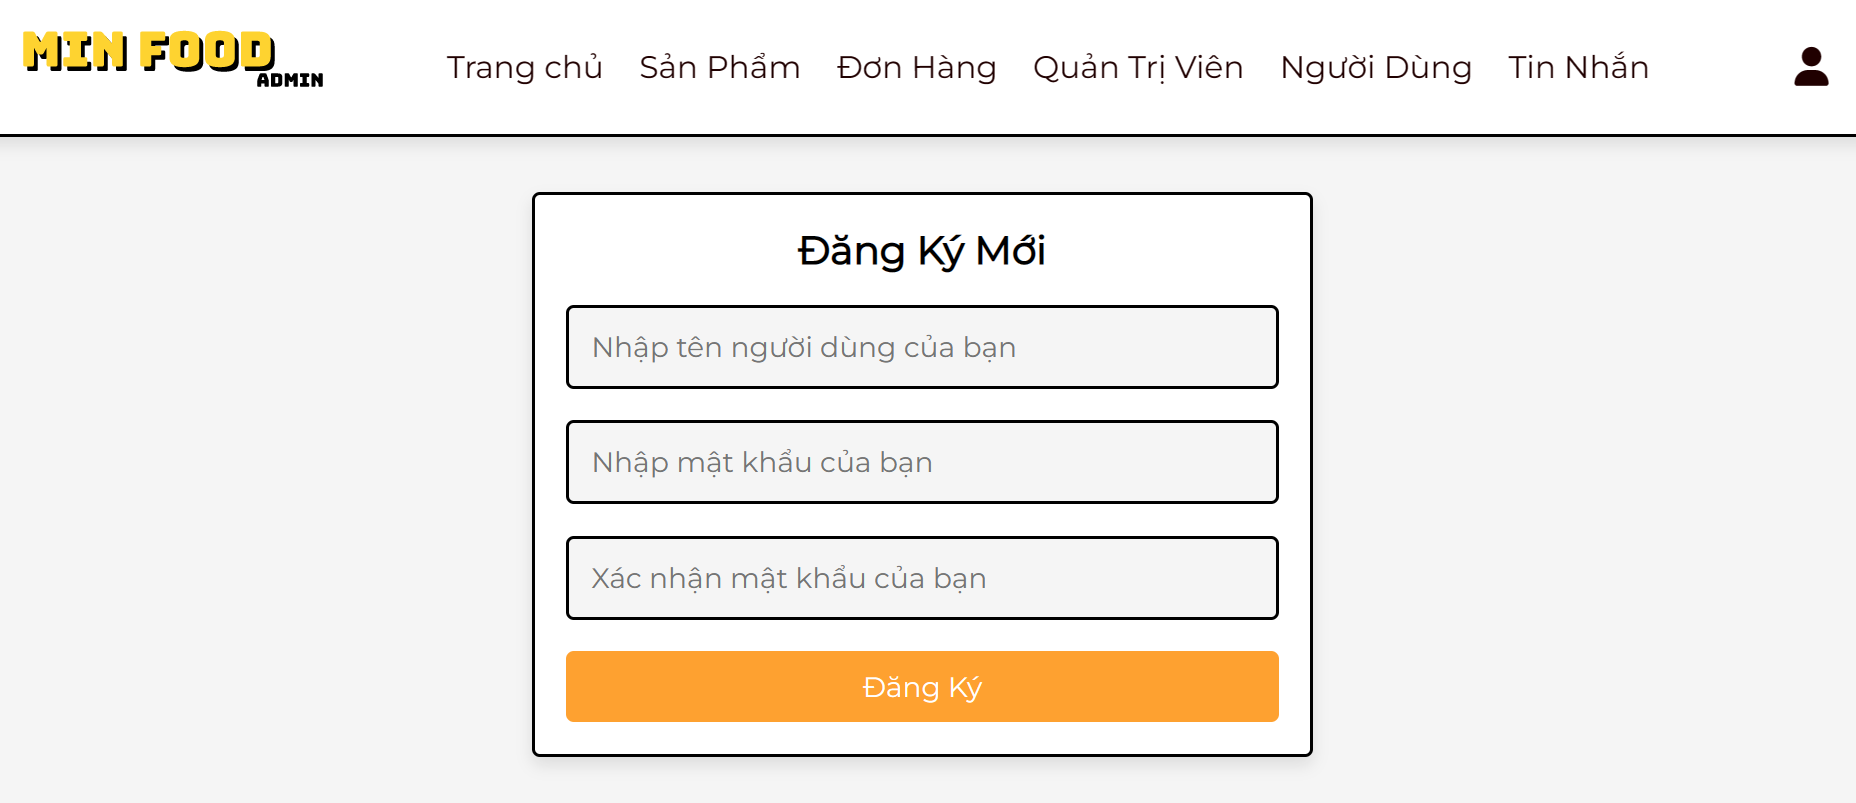 MIN FOOD
ADMIN
Trang chủ Sản Phẩm Đơn Hàng Quản Trị Viên Người Dùng Tin Nhắn
Đăng Ký Mới
Nhập tên người dùng của bạn
Nhập mật khẩu của bạn
Xác nhận mật khẩu của bạn
Đăng Ký